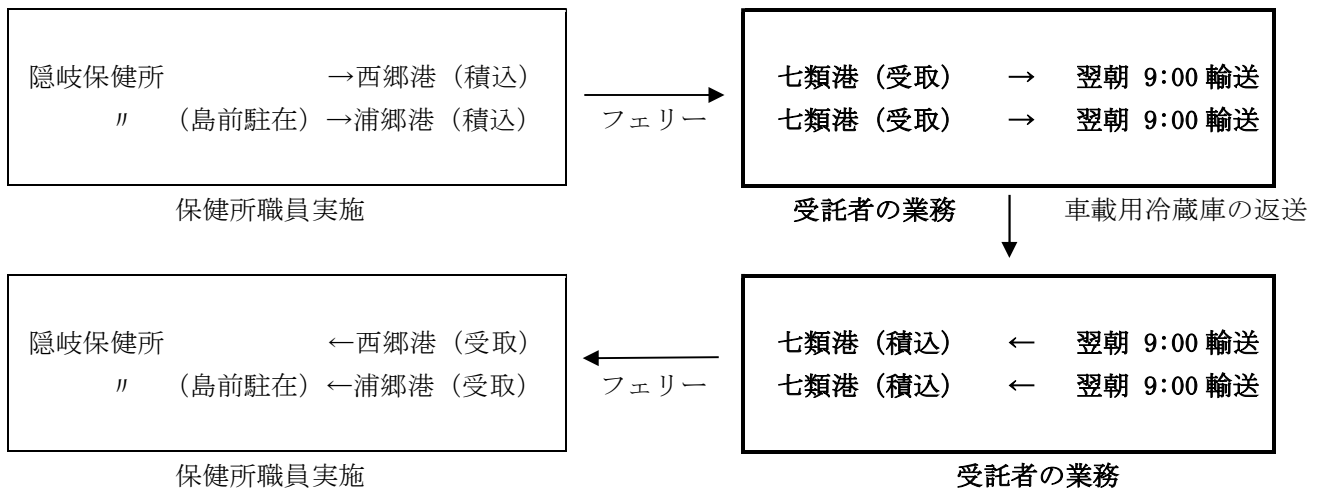 隠岐保健所　　　　　　→西郷港（積込）
〃　（島前駐在）→浦郷港（積込）
フェリー
七類港（受取）　→　翌朝 9:00 輸送
七類港（受取）　→　翌朝 9:00 輸送
保健所職員実施
受託者の業務
車載用冷蔵庫の返送
隠岐保健所　　　　　　←西郷港（受取）
〃　（島前駐在）←浦郷港（受取）
フェリー
七類港（積込）　←　翌朝 9:00 輸送
七類港（積込）　←　翌朝 9:00 輸送
保健所職員実施
受託者の業務